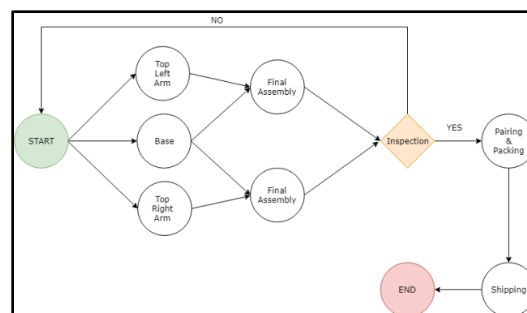 NO
Top
Left
Arm
Final
Assembly
START
Base
Inspection
YES
Pairing
&
Packing
Top
Right
Arm
Final
Assembly
END
Shipping